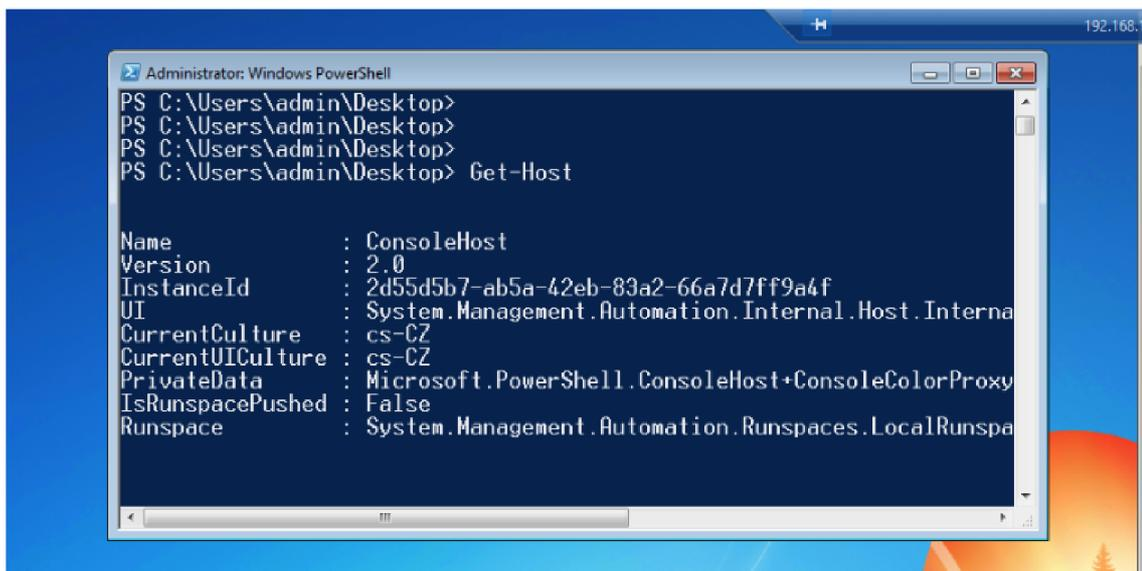 192.168.
Administrator: Windows PowerShell
PS C:\Users\admin\Desktop>
PS C:\Users\admin\Desktop>
PS C:\Users\admin\Desktop>
PS C:\Users\admin\Desktop> Get-Host
Name : ConsoleHost
Version : 2.0
InstanceId : 2d55d5b7-ab5a-42eb-83a2-66a7d7ff9a4f
UI : System.Management.Automation.Internal.Host.Interna
CurrentCulture : cs-CZ
CurrentUICulture : cs-CZ
PrivateData : Microsoft.PowerShell.ConsoleHost+ConsoleColorProxy
IsRunspacePushed : False
Runspace : System.Management.Automation.Runspaces.LocalRunspa